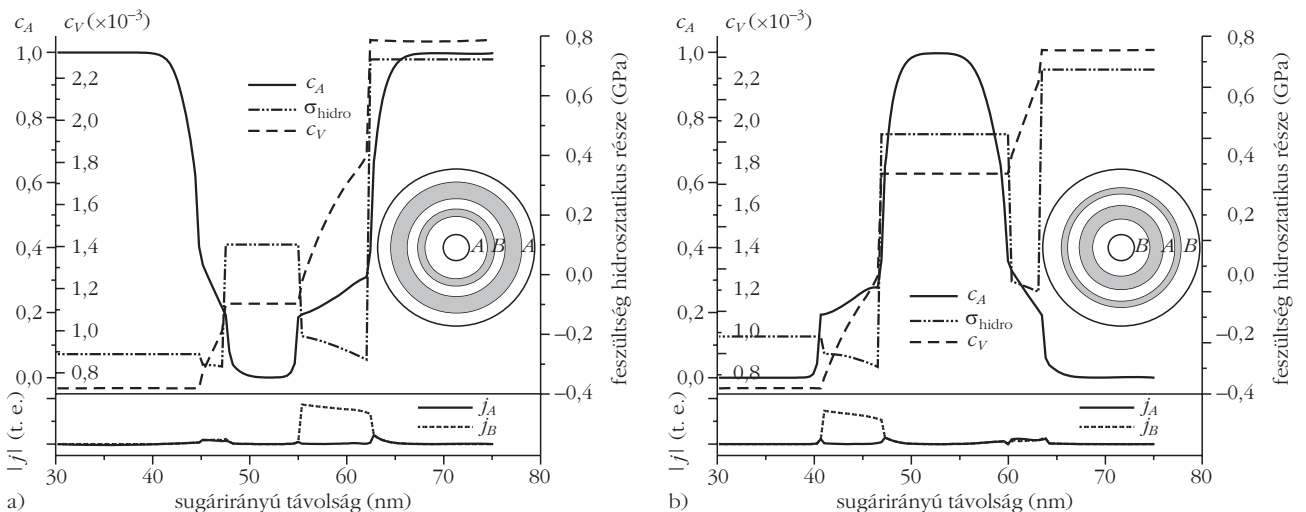 c_A c_V (×10⁻³)
1,0
0,8
0,6
0,4
0,2
0,0
2,2
2,0
1,8
1,6
1,4
1,2
1,0
0,8
c_A
σ_hidro
c_V
A B A
0,8
0,6
0,4
0,2
0,0
–0,2
–0,4
feszültség hidrosztatikus része (GPa)
|j| (t. e.)
j_A
j_B
30 40 50 60 70 80
sugárirányú távolság (nm)
a)
c_A c_V (×10⁻³)
1,0
0,8
0,6
0,4
0,2
0,0
2,2
2,0
1,8
1,6
1,4
1,2
1,0
0,8
c_A
σ_hidro
c_V
B A B
0,8
0,6
0,4
0,2
0,0
–0,2
–0,4
feszültség hidrosztatikus része (GPa)
|j| (t. e.)
j_A
j_B
30 40 50 60 70 80
sugárirányú távolság (nm)
b)